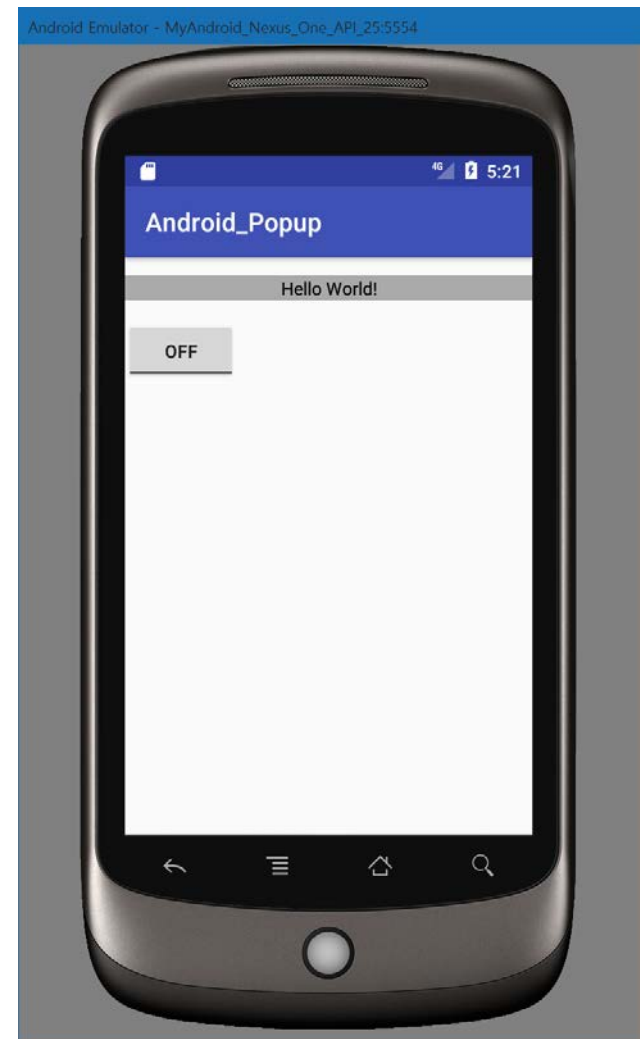 Android Emulator - MyAndroid_Nexus_One_API_25:5554
4G 5:21
Android_Popup
Hello World!
OFF